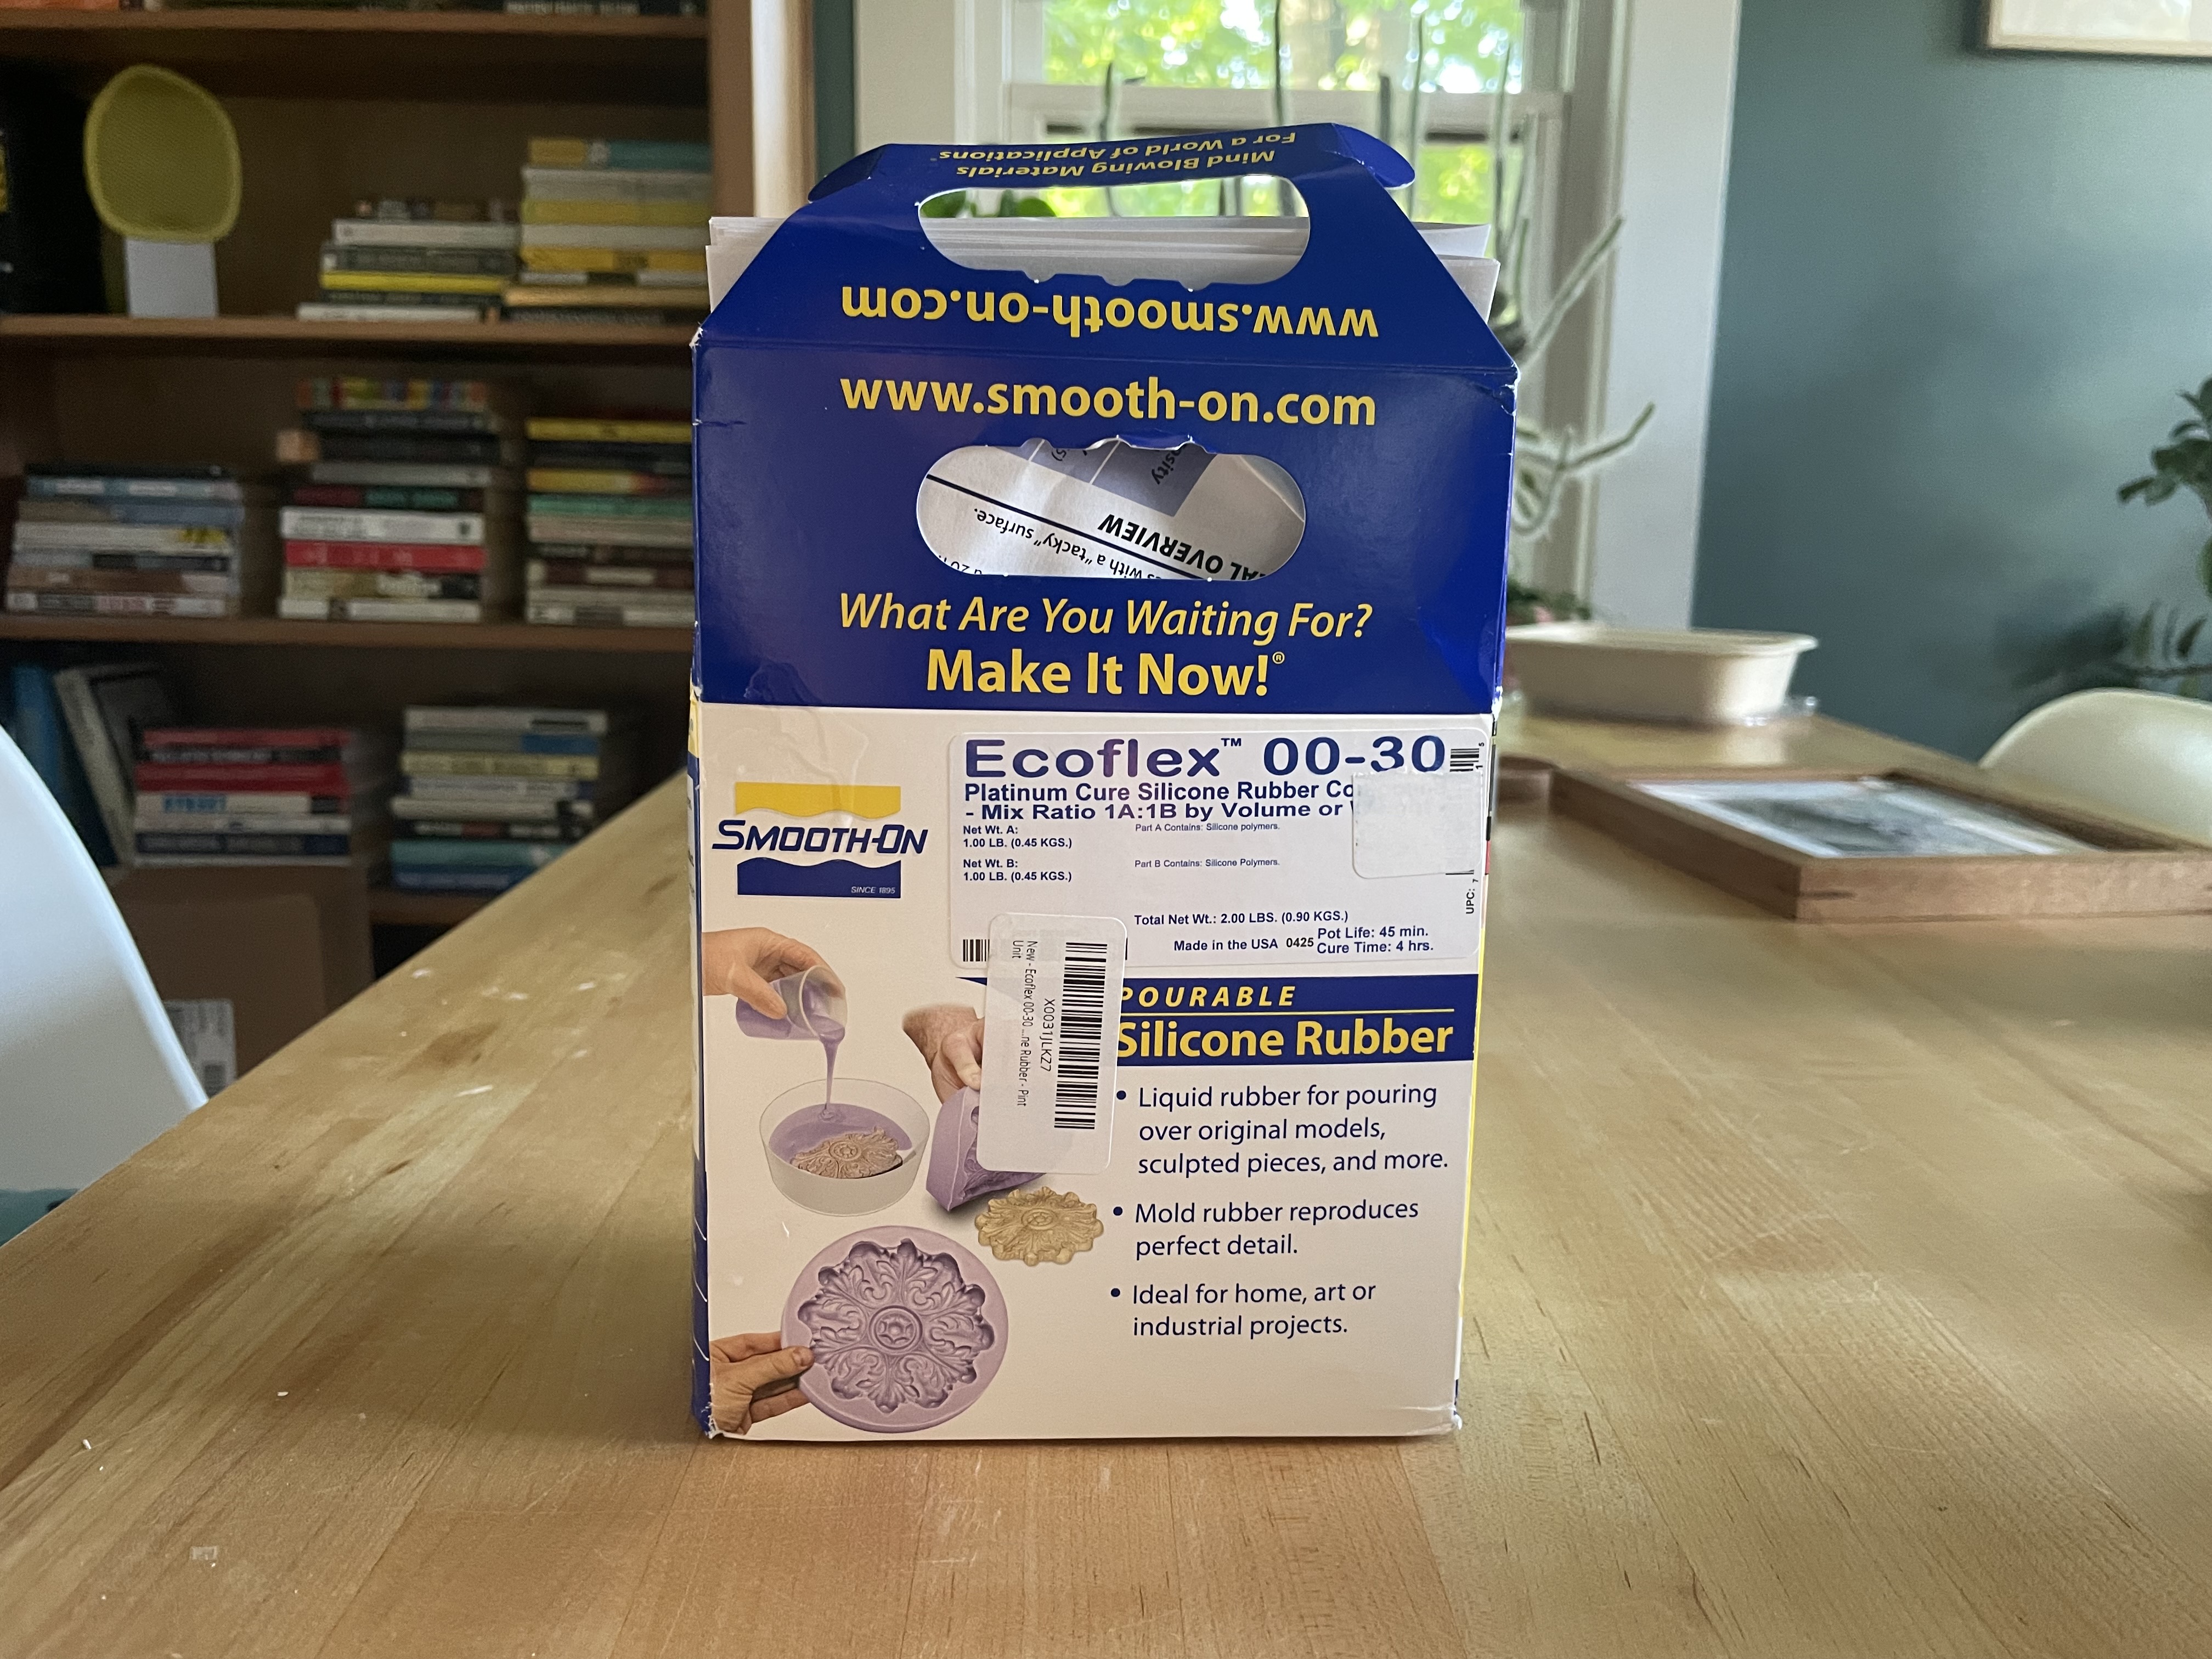 For a World of Applications
Mind Blowing Materials
www.smooth-on.com
www.smooth-on.com
AL OVERVIEW
with a "tacky" surface.
What Are You Waiting For?
Make It Now!®
SMOOTH-ON
SINCE 1895
Ecoflex™ 00-30
Platinum Cure Silicone Rubber Co
- Mix Ratio 1A:1B by Volume or
Net Wt. A:
1.00 LB. (0.45 KGS.)
Part A Contains: Silicone polymers.
Net Wt. B:
1.00 LB. (0.45 KGS.)
Part B Contains: Silicone Polymers.
UPC: 7
Total Net Wt.: 2.00 LBS. (0.90 KGS.)
Made in the USA 0425
Pot Life: 45 min.
Cure Time: 4 hrs.
X0031JLKZ7
New - Ecoflex 00-30 ...ne Rubber - Pint
Unit
POURABLE
Silicone Rubber
• Liquid rubber for pouring
over original models,
sculpted pieces, and more.
• Mold rubber reproduces
perfect detail.
• Ideal for home, art or
industrial projects.